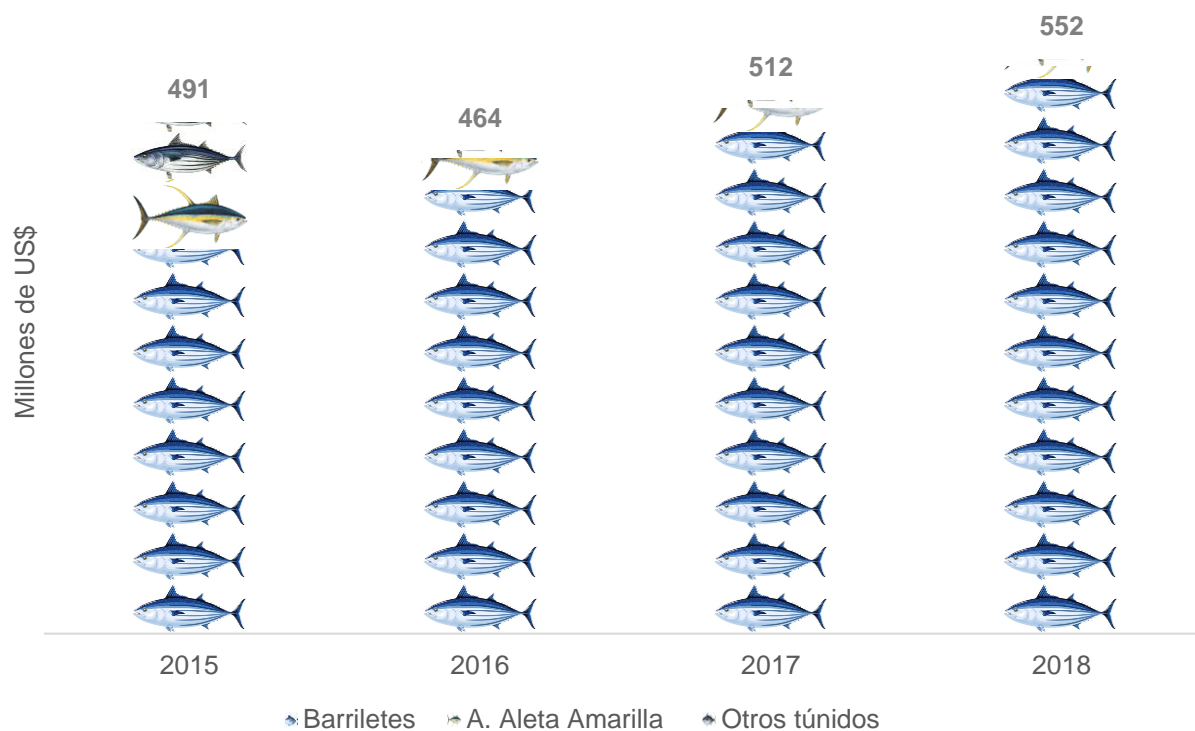 552
512
491
464
Millones de US$
2015 2016 2017 2018
Barriletes A. Aleta Amarilla Otros túnidos